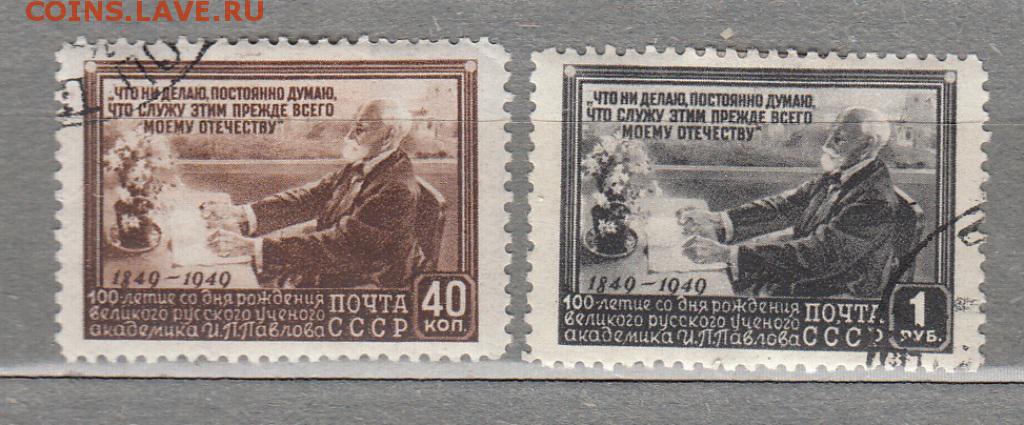 COINS.LAVE.RU
„ЧТО НИ ДЕЛАЮ, ПОСТОЯННО ДУМАЮ,
ЧТО СЛУЖУ ЭТИМ ПРЕЖДЕ ВСЕГО
МОЕМУ ОТЕЧЕСТВУ"
1849-1949
100-летие со дня рождения
великого русского ученого
академика И.П.Павлова
ПОЧТА
СССР
40
КОП.
„ЧТО НИ ДЕЛАЮ, ПОСТОЯННО ДУМАЮ,
ЧТО СЛУЖУ ЭТИМ ПРЕЖДЕ ВСЕГО
МОЕМУ ОТЕЧЕСТВУ"
1849-1949
100-летие со дня рождения
великого русского ученого
академика И.П.Павлова
ПОЧТА
СССР
1
РУБ.